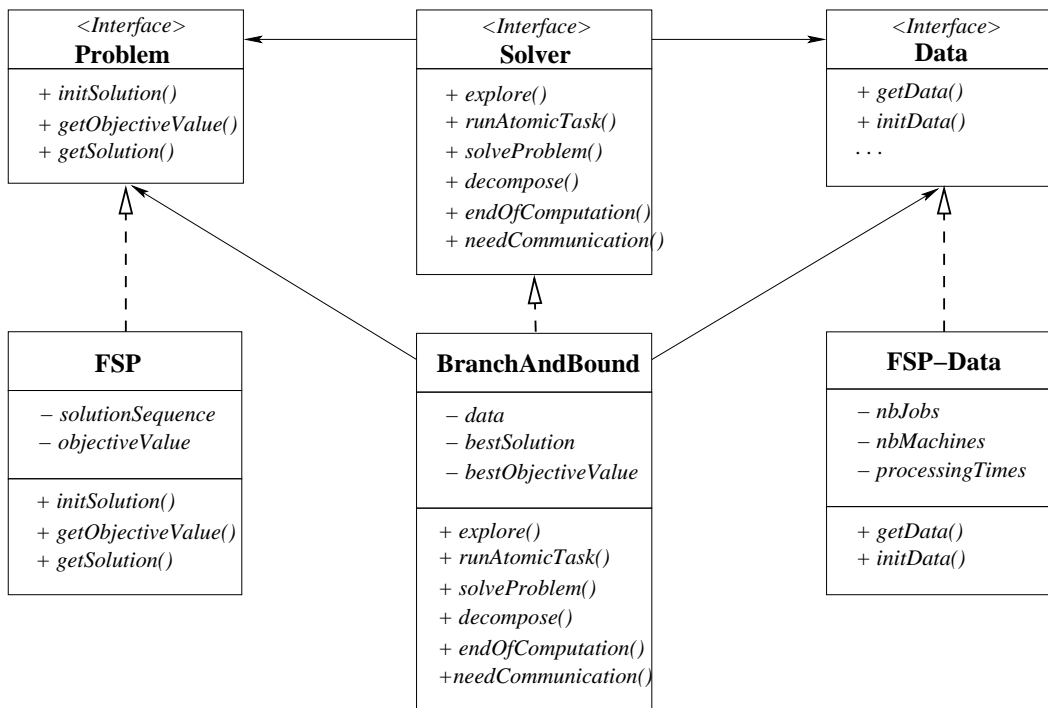 <Interface>
Problem
+ initSolution()
+ getObjectiveValue()
+ getSolution()
<Interface>
Solver
+ explore()
+ runAtomicTask()
+ solveProblem()
+ decompose()
+ endOfComputation()
+ needCommunication()
<Interface>
Data
+ getData()
+ initData()
. . .
FSP
– solutionSequence
– objectiveValue
+ initSolution()
+ getObjectiveValue()
+ getSolution()
BranchAndBound
– data
– bestSolution
– bestObjectiveValue
+ explore()
+ runAtomicTask()
+ solveProblem()
+ decompose()
+ endOfComputation()
+needCommunication()
FSP–Data
– nbJobs
– nbMachines
– processingTimes
+ getData()
+ initData()